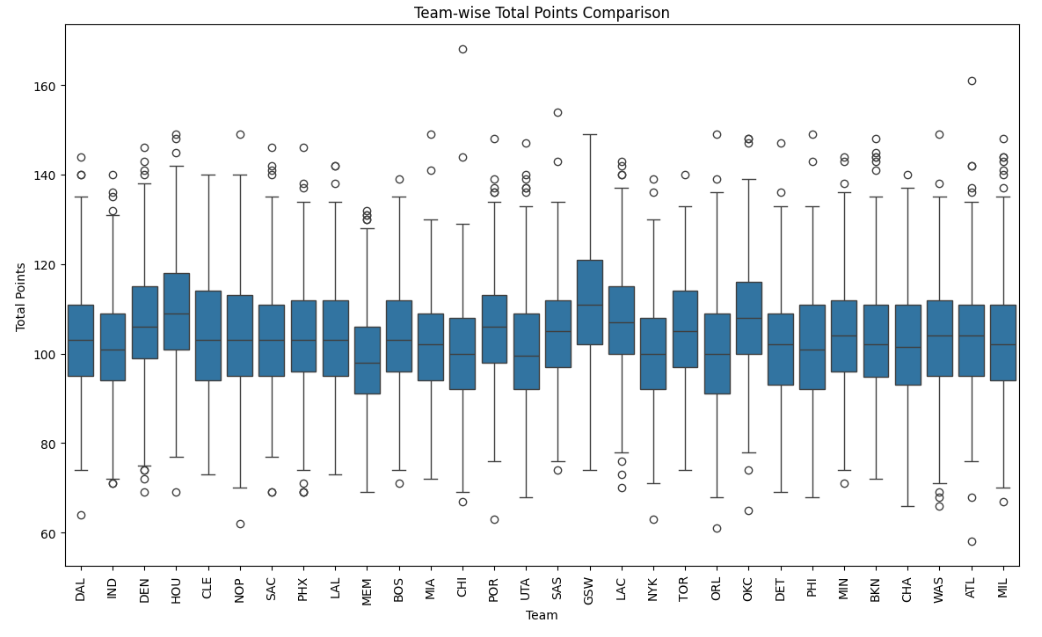 Team-wise Total Points Comparison
Total Points
160
140
120
100
80
60
DAL IND DEN HOU CLE NOP SAC PHX LAL MEM BOS MIA CHI POR UTA SAS GSW LAC NYK TOR ORL OKC DET PHI MIN BKN CHA WAS ATL MIL
Team